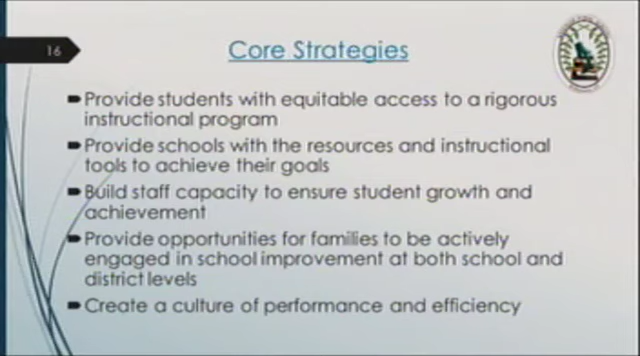 16
Core Strategies
Provide students with equitable access to a rigorous
instructional program
Provide schools with the resources and instructional
tools to achieve their goals
Build staff capacity to ensure student growth and
achievement
Provide opportunities for families to be actively
engaged in school improvement at both school and
district levels
Create a culture of performance and efficiency